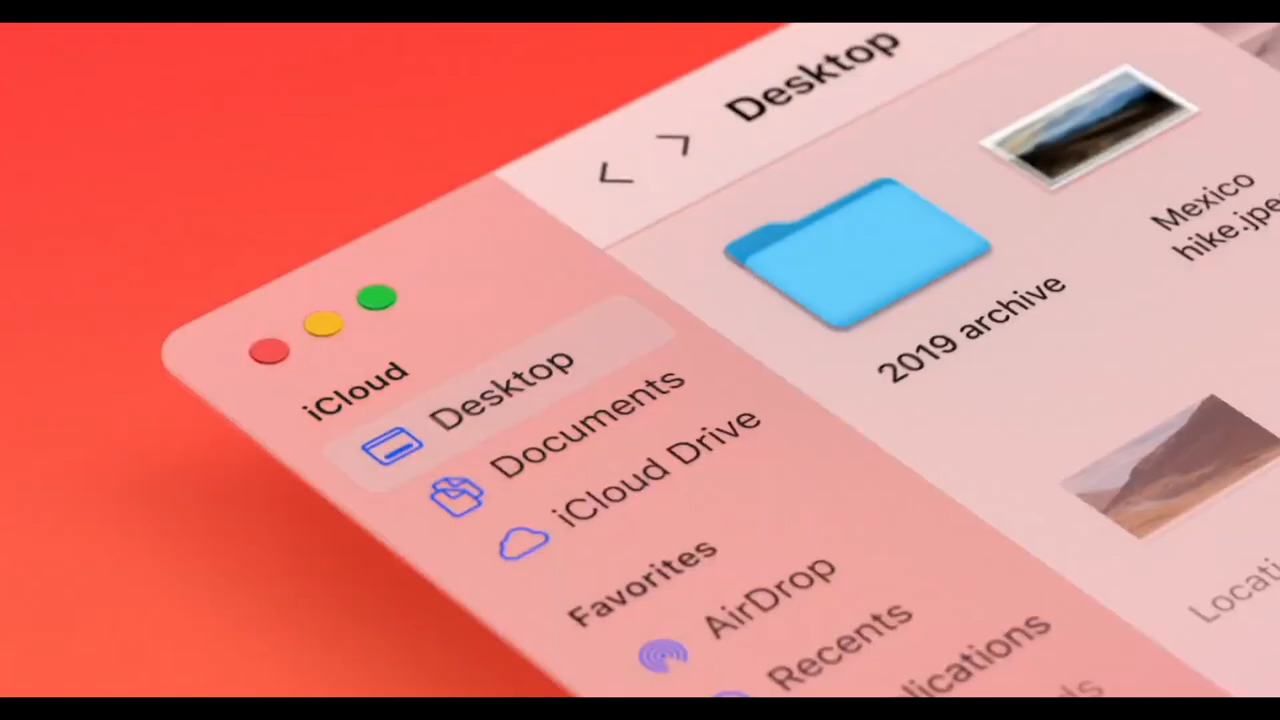 Desktop
iCloud
Desktop
Documents
iCloud Drive
Favorites
AirDrop
Recents
2019 archive
Mexico